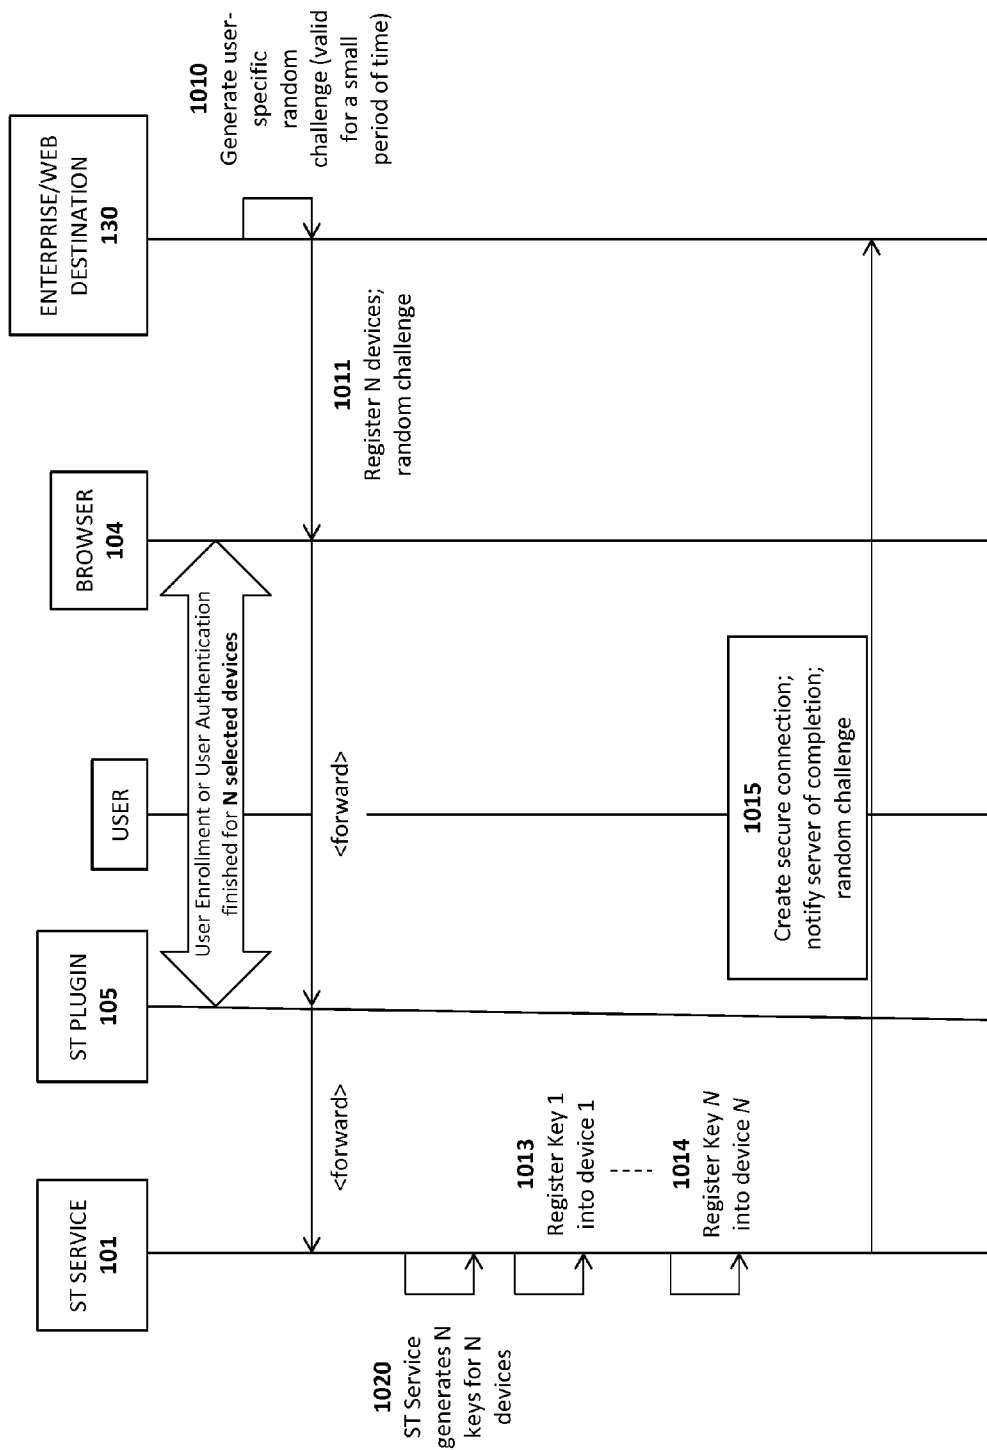 ST SERVICE
101
ST PLUGIN
105
USER
BROWSER
104
ENTERPRISE/WEB
DESTINATION
130
User Enrollment or User Authentication
finished for N selected devices
1010
Generate user-
specific
random
challenge (valid
for a small
period of time)
1011
Register N devices;
random challenge
<forward>
<forward>
1020
ST Service
generates N
keys for N
devices
1013
Register Key 1
into device 1
1014
Register Key N
into device N
1015
Create secure connection;
notify server of completion;
random challenge